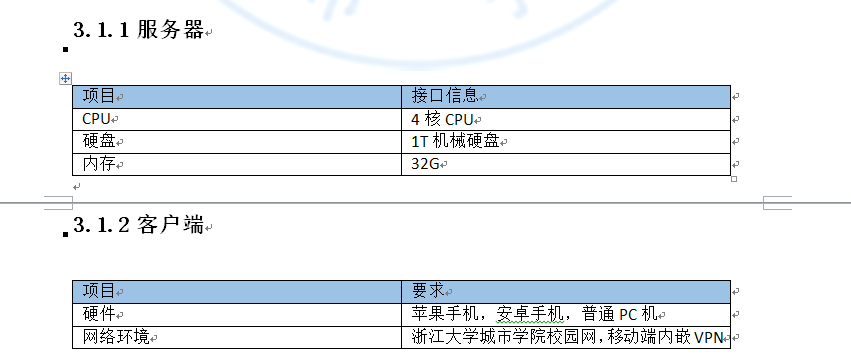 3.1.1 服务器
项目 接口信息
CPU 4 核 CPU
硬盘 1T 机械硬盘
内存 32G
3.1.2 客户端
项目 要求
硬件 苹果手机，安卓手机，普通 PC 机
网络环境 浙江大学城市学院校园网，移动端内嵌 VPN